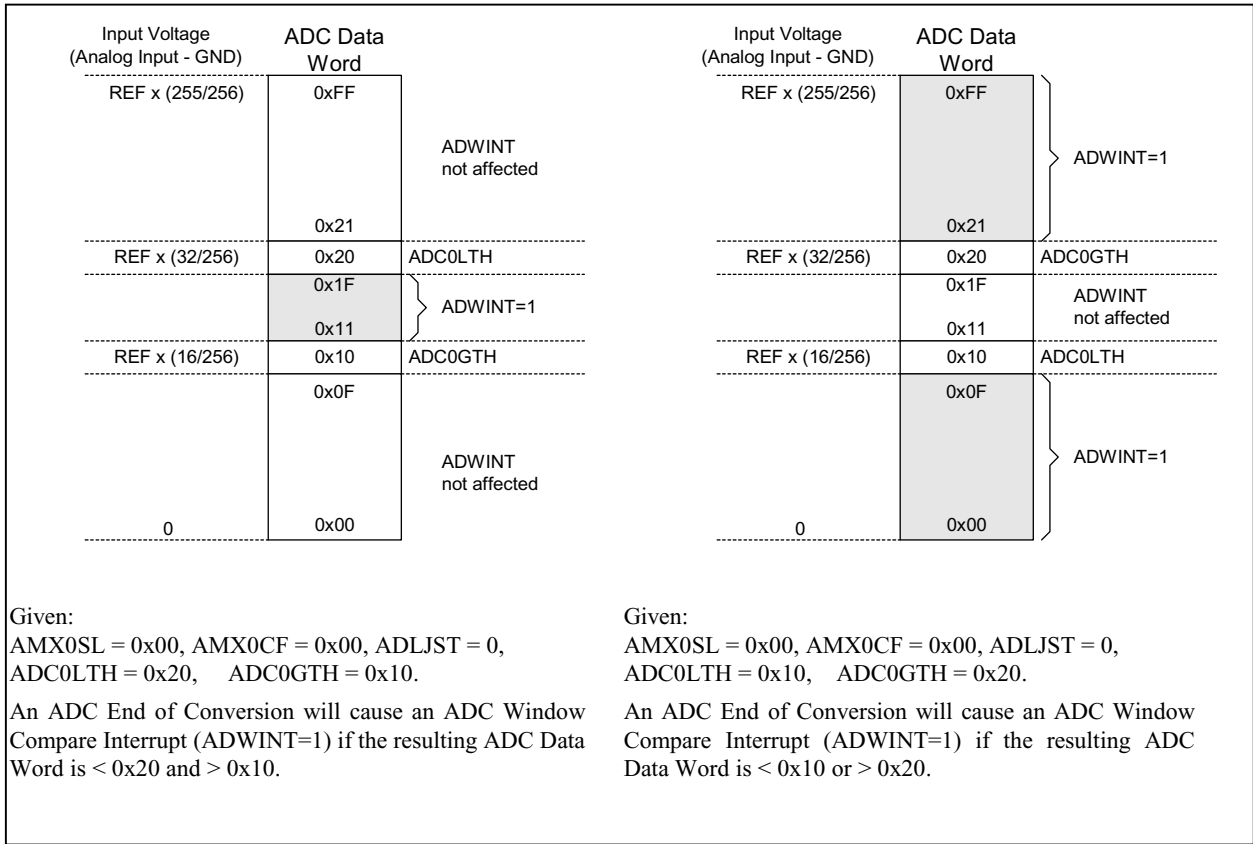 Input Voltage
(Analog Input - GND)
ADC Data
Word
REF x (255/256)
0xFF
ADWINT
not affected
0x21
REF x (32/256)
0x20
ADC0LTH
0x1F
ADWINT=1
0x11
REF x (16/256)
0x10
ADC0GTH
0x0F
ADWINT
not affected
0
0x00
Given:
AMX0SL = 0x00, AMX0CF = 0x00, ADLJST = 0,
ADC0LTH = 0x20, ADC0GTH = 0x10.
An ADC End of Conversion will cause an ADC Window
Compare Interrupt (ADWINT=1) if the resulting ADC Data
Word is < 0x20 and > 0x10.
Input Voltage
(Analog Input - GND)
ADC Data
Word
REF x (255/256)
0xFF
ADWINT=1
0x21
REF x (32/256)
0x20
ADC0GTH
0x1F
ADWINT
not affected
0x11
REF x (16/256)
0x10
ADC0LTH
0x0F
ADWINT=1
0
0x00
Given:
AMX0SL = 0x00, AMX0CF = 0x00, ADLJST = 0,
ADC0LTH = 0x10, ADC0GTH = 0x20.
An ADC End of Conversion will cause an ADC Window
Compare Interrupt (ADWINT=1) if the resulting ADC
Data Word is < 0x10 or > 0x20.